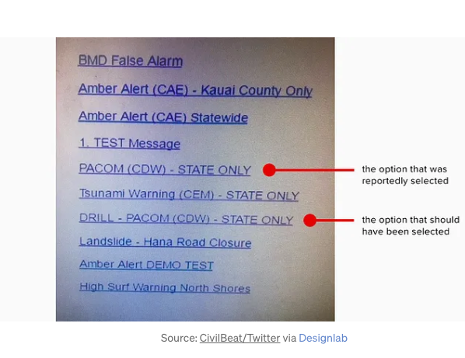 BMD False Alarm
Amber Alert (CAE) - Kauai County Only
Amber Alert (CAE) Statewide
1. TEST Message
PACOM (CDW) - STATE ONLY
the option that was
reportedly selected
Tsunami Warning (CEM) - STATE ONLY
DRILL - PACOM (CDW) - STATE ONLY
the option that should
have been selected
Landslide - Hana Road Closure
Amber Alert DEMO TEST
High Surf Warning North Shores
Source: CivilBeat/Twitter via Designlab